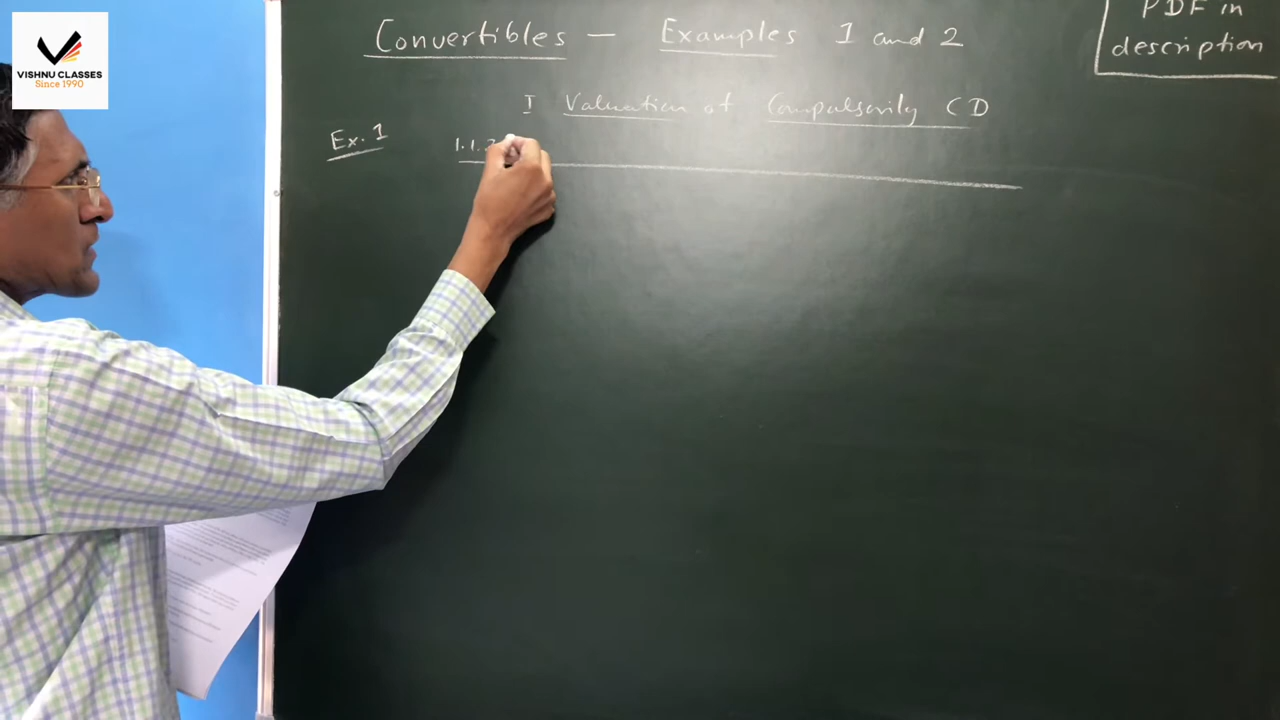 VISHNU CLASSES
Since 1990
Convertibles - Examples 1 and 2
PDF in
description
I Valuation of Compulsorily CD
Ex. 1
1.1.2